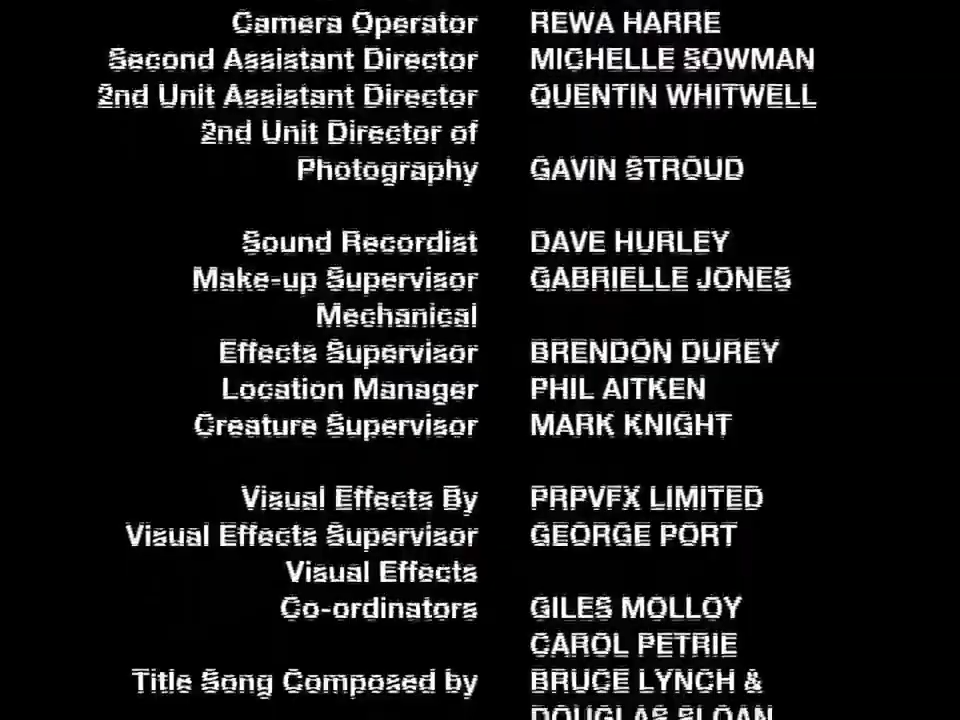 Camera Operator REWA HARRE
Second Assistant Director MICHELLE SOWMAN
2nd Unit Assistant Director QUENTIN WHITWELL
2nd Unit Director of
Photography GAVIN STROUD
Sound Recordist DAVE HURLEY
Make-up Supervisor GABRIELLE JONES
Mechanical
Effects Supervisor BRENDON DUREY
Location Manager PHIL AITKEN
Creature Supervisor MARK KNIGHT
Visual Effects By PRPVFX LIMITED
Visual Effects Supervisor GEORGE PORT
Visual Effects
Co-ordinators GILES MOLLOY
CAROL PETRIE
Title Song Composed by BRUCE LYNCH &
DOUGLAS SLOAN